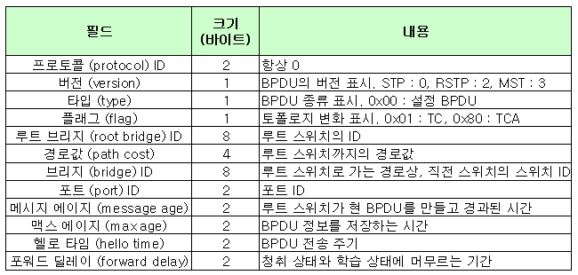 필드 크기 (바이트) 내용
프로토콜 (protocol) ID 2 항상 0
버전 (version) 1 BPDU의 버전 표시, STP : 0, RSTP : 2, MST : 3
타입 (type) 1 BPDU 종류 표시, 0x00 : 설정 BPDU
플래그 (flag) 1 토폴로지 변화 표시, 0x01 : TC, 0x80 : TCA
루트 브리지 (root bridge) ID 8 루트 스위치의 ID
경로값 (path cost) 4 루트 스위치까지의 경로값
브리지 (bridge) ID 8 루트 스위치로 가는 경로상, 직전 스위치의 스위치 ID
포트 (port) ID 2 포트 ID
메시지 에이지 (message age) 2 루트 스위치가 현 BPDU를 만들고 경과된 시간
맥스 에이지 (max age) 2 BPDU 정보를 저장하는 시간
헬로 타임 (hello time) 2 BPDU 전송 주기
포워드 딜레이 (forward delay) 2 청취 상태와 학습 상태에 머무르는 기간